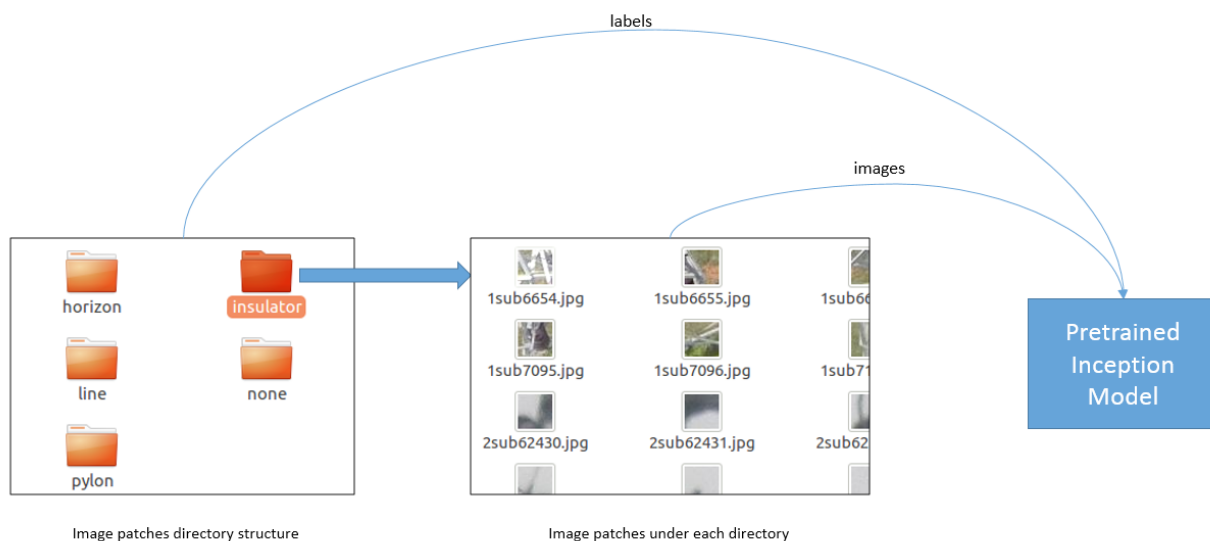 labels
images
horizon
insulator
line
none
pylon
1sub6654.jpg
1sub6655.jpg
1sub7095.jpg
1sub7096.jpg
2sub62430.jpg
2sub62431.jpg
Pretrained
Inception
Model
Image patches directory structure
Image patches under each directory